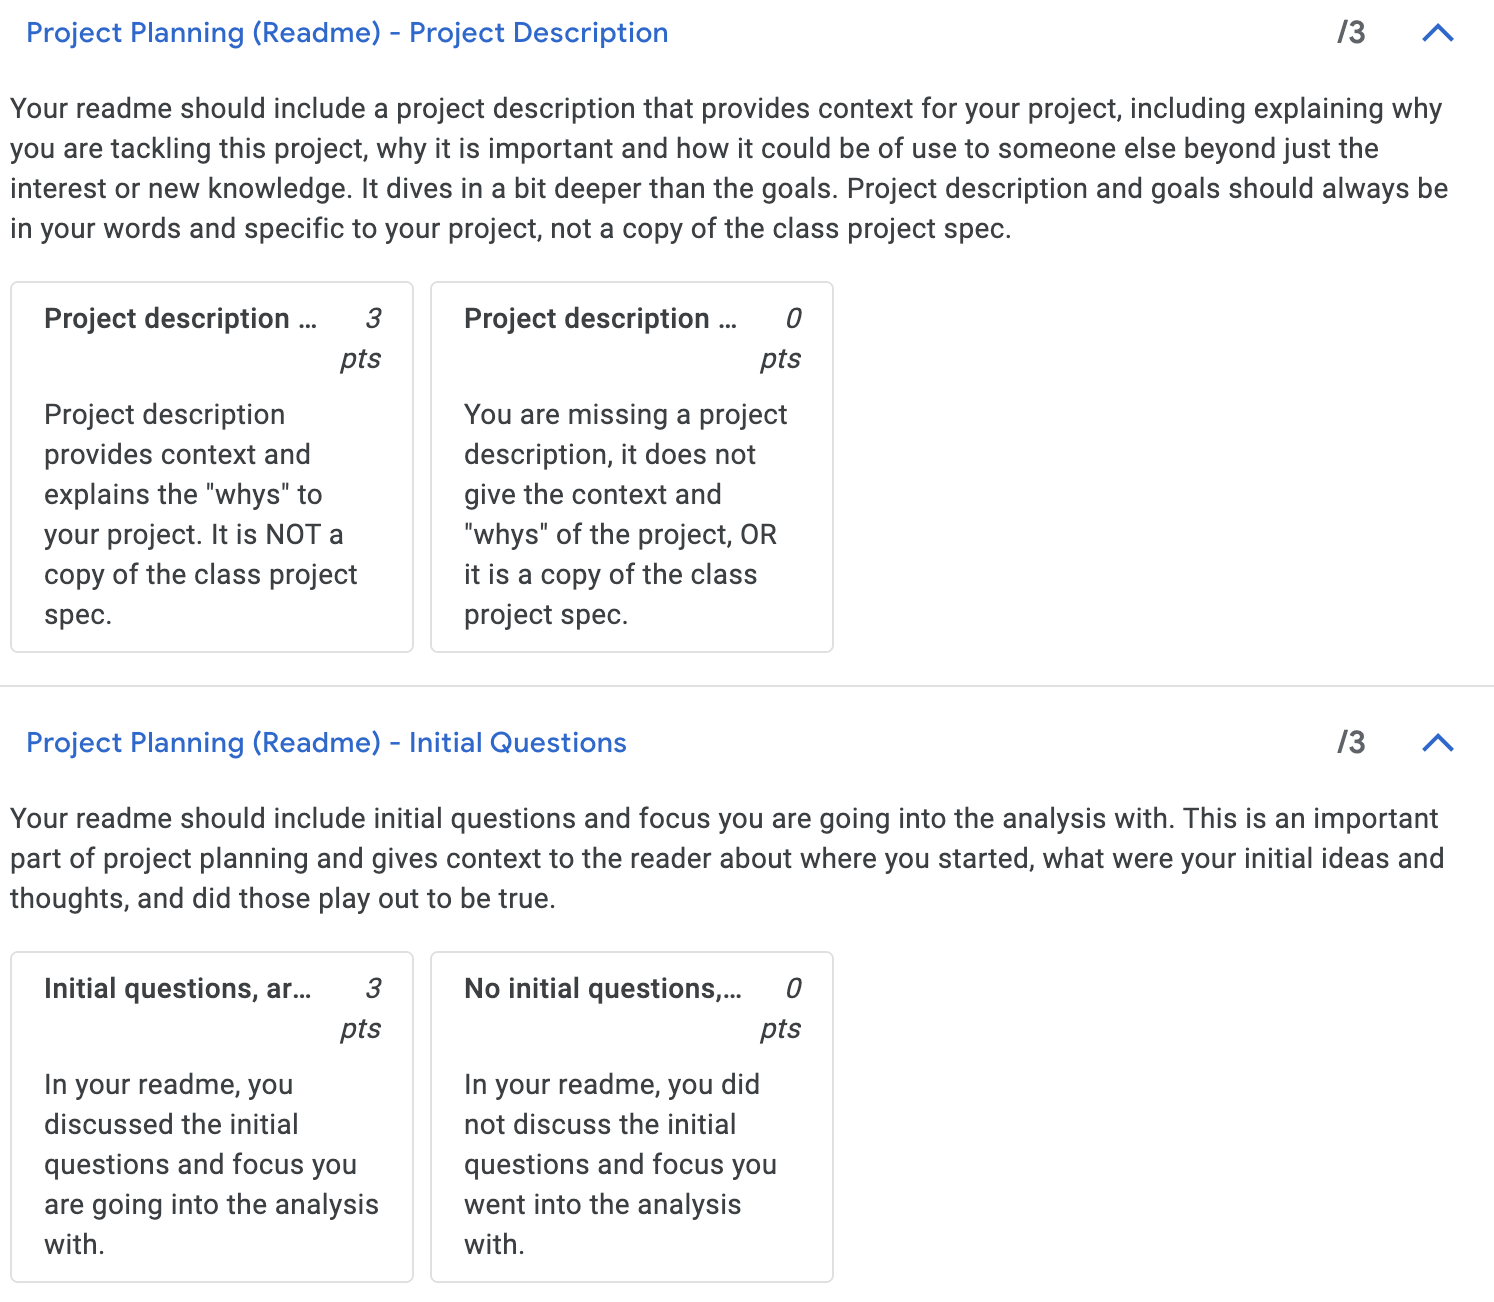 Project Planning (Readme) - Project Description /3
Your readme should include a project description that provides context for your project, including explaining why
you are tackling this project, why it is important and how it could be of use to someone else beyond just the
interest or new knowledge. It dives in a bit deeper than the goals. Project description and goals should always be
in your words and specific to your project, not a copy of the class project spec.
Project description ... 3
pts
Project description
provides context and
explains the "whys" to
your project. It is NOT a
copy of the class project
spec.
Project description ... 0
pts
You are missing a project
description, it does not
give the context and
"whys" of the project, OR
it is a copy of the class
project spec.
Project Planning (Readme) - Initial Questions /3
Your readme should include initial questions and focus you are going into the analysis with. This is an important
part of project planning and gives context to the reader about where you started, what were your initial ideas and
thoughts, and did those play out to be true.
Initial questions, ar... 3
pts
In your readme, you
discussed the initial
questions and focus you
are going into the analysis
with.
No initial questions,... 0
pts
In your readme, you did
not discuss the initial
questions and focus you
went into the analysis
with.